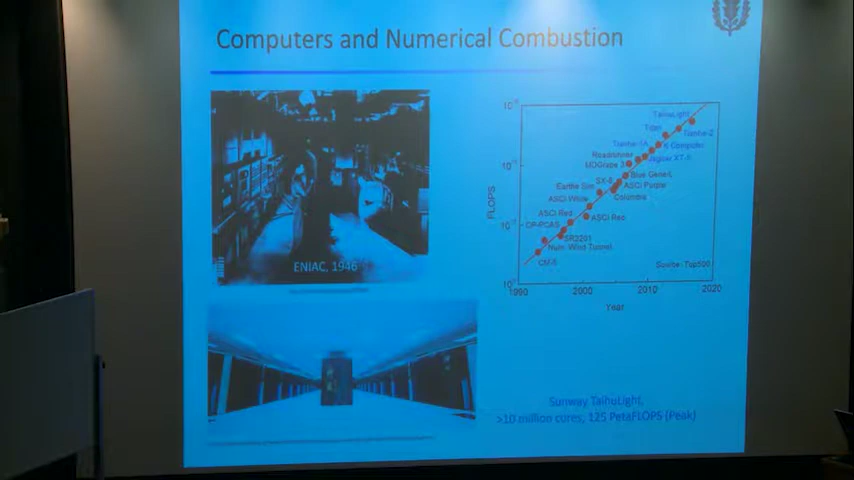 Computers and Numerical Combustion
ENIAC, 1946
FLOPS
TaihuLight
Titan
Tianhe-2
Tianhe-1A
K Computer
Roadrunner
Jaguar XT-5
MDGrape
Blue Gene/L
SX-8
ASCI Purple
Earth Sim
Columbia
ASCI White
ASCI Red
ASCI Red
CP-PCAS
SR2201
Num. Wind Tunnel
CM-5
Source: Top500
1990
2000
2010
2020
Year
Sunway TaihuLight,
>10 million cores, 125 PetaFLOPS (Peak)